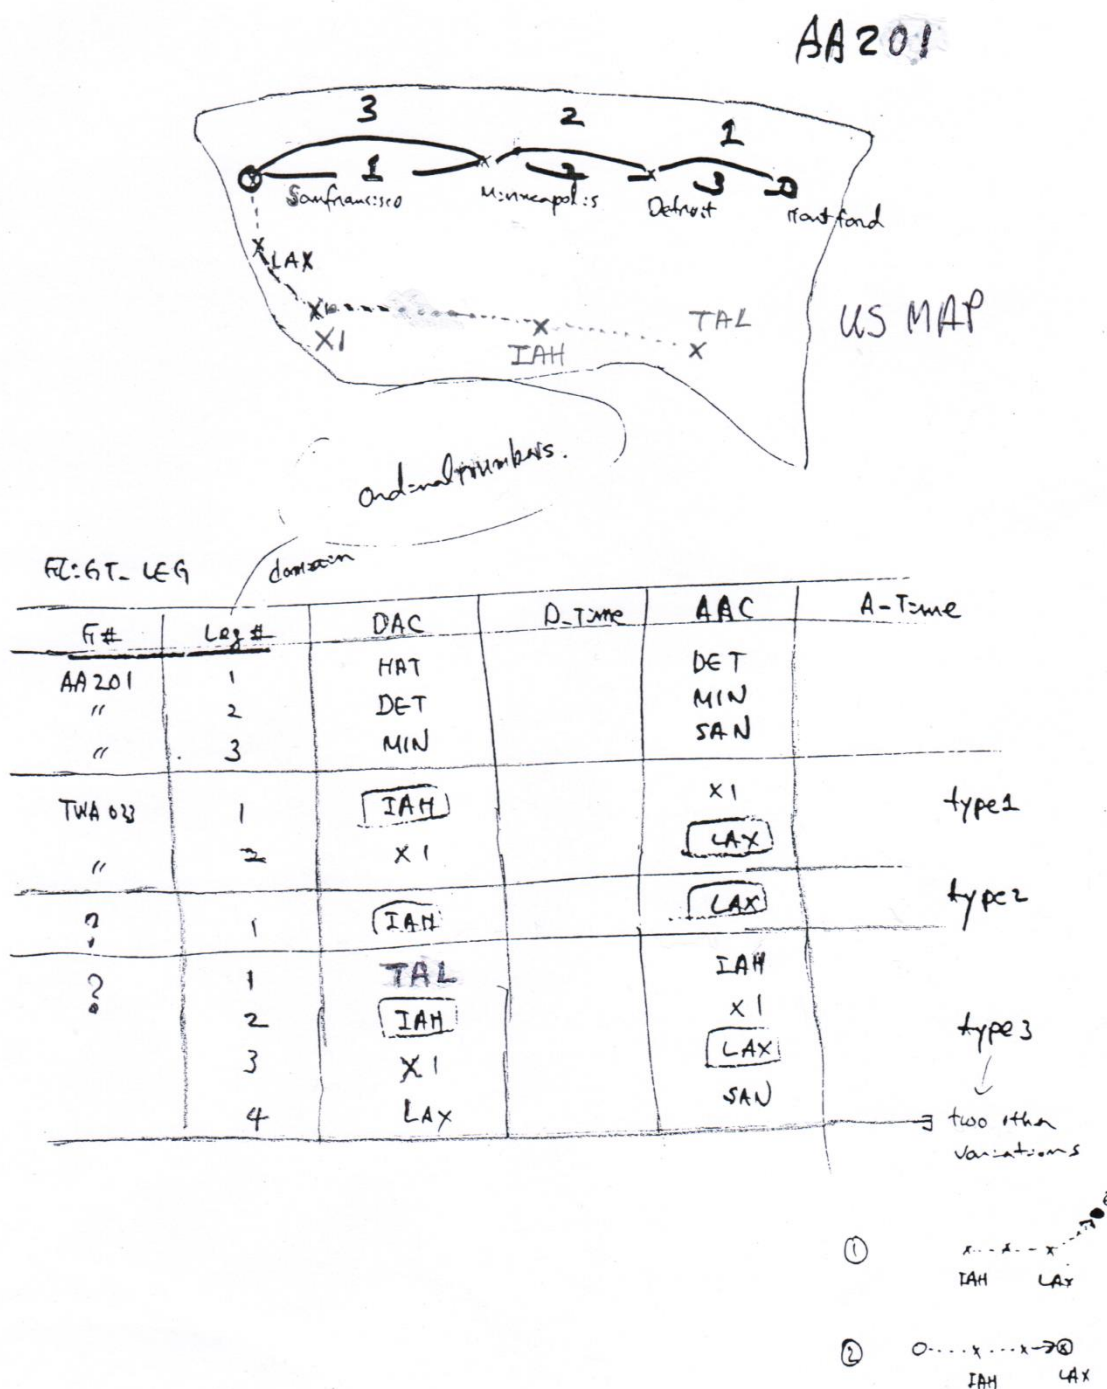 AA201
3 2 1
1 2 3
Sanfrancisco Minneapolis Detroit Hartford
LAX
X1 IAH TAL
US MAP
ordinal numbers.
domain
FLIGT_LEG
F# Leg# DAC D_Time AAC A-Time
AA201 1 HAT DET
" 2 DET MIN
" 3 MIN SAN
TWA 1 IAH X1 type1
" 2 X1 LAX
? 1 IAH LAX type2
? 1 TAL IAH
2 IAH X1 type3
3 X1 LAX
4 LAX SAN
two other
variations
①
IAH LAX
②
IAH LAX